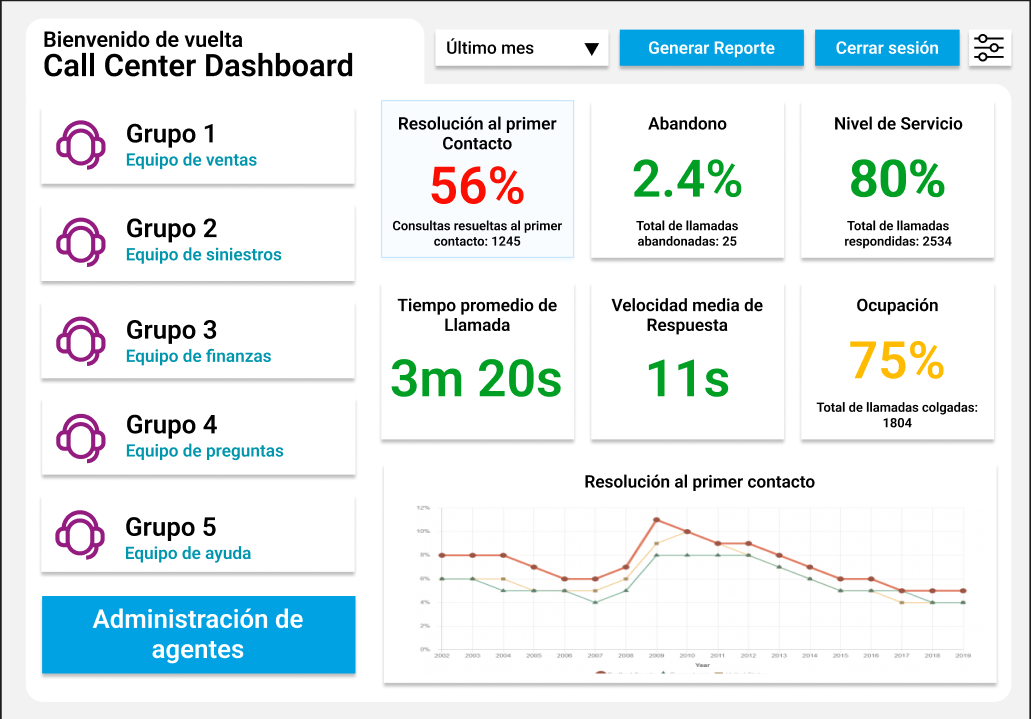 Bienvenido de vuelta
Call Center Dashboard
Último mes
Generar Reporte
Cerrar sesión
Grupo 1
Equipo de ventas
Grupo 2
Equipo de siniestros
Grupo 3
Equipo de finanzas
Grupo 4
Equipo de preguntas
Grupo 5
Equipo de ayuda
Administración de
agentes
Resolución al primer
Contacto
56%
Consultas resueltas al primer
contacto: 1245
Abandono
2.4%
Total de llamadas
abandonadas: 25
Nivel de Servicio
80%
Total de llamadas
respondidas: 2534
Tiempo promedio de
Llamada
3m 20s
Velocidad media de
Respuesta
11s
Ocupación
75%
Total de llamadas colgadas:
1804
Resolución al primer contacto
12%
10%
8%
6%
4%
2%
0%
2002 2003 2004 2005 2006 2007 2008 2009 2010 2011 2012 2013 2014 2015 2016 2017 2018 2019
Year